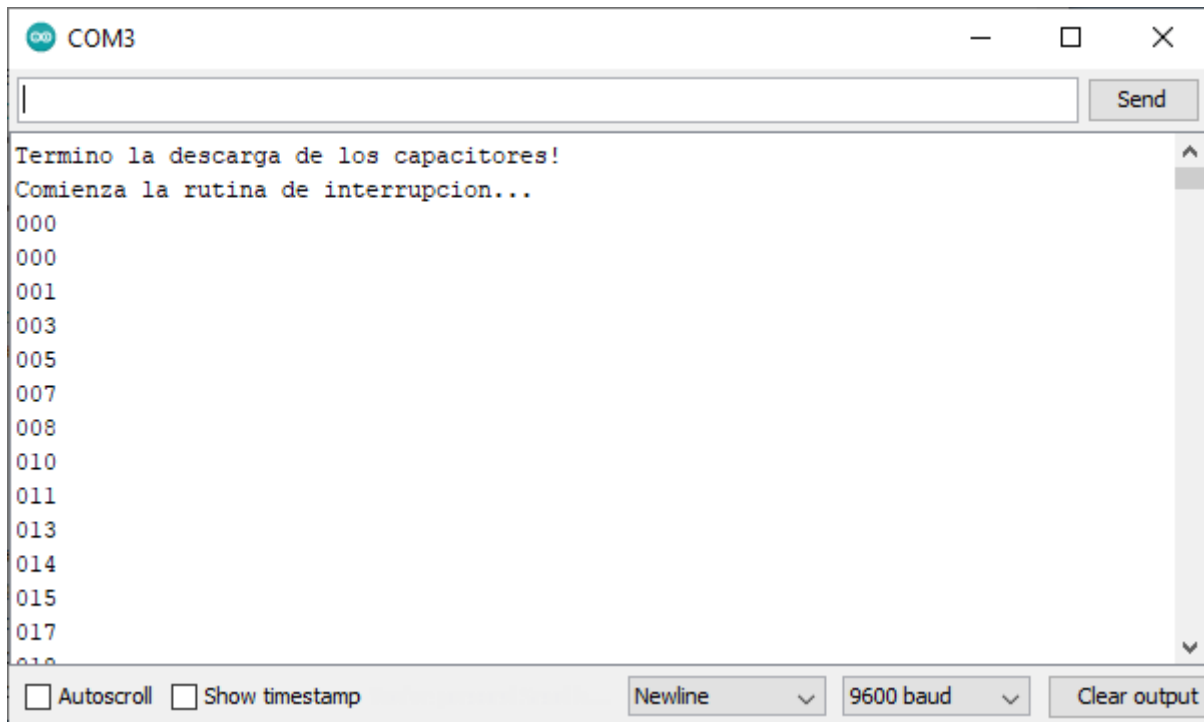 COM3
Send
Termino la descarga de los capacitores!
Comienza la rutina de interrupcion...
000
000
001
003
005
007
008
010
011
013
014
015
017
Autoscroll Show timestamp Newline 9600 baud Clear output